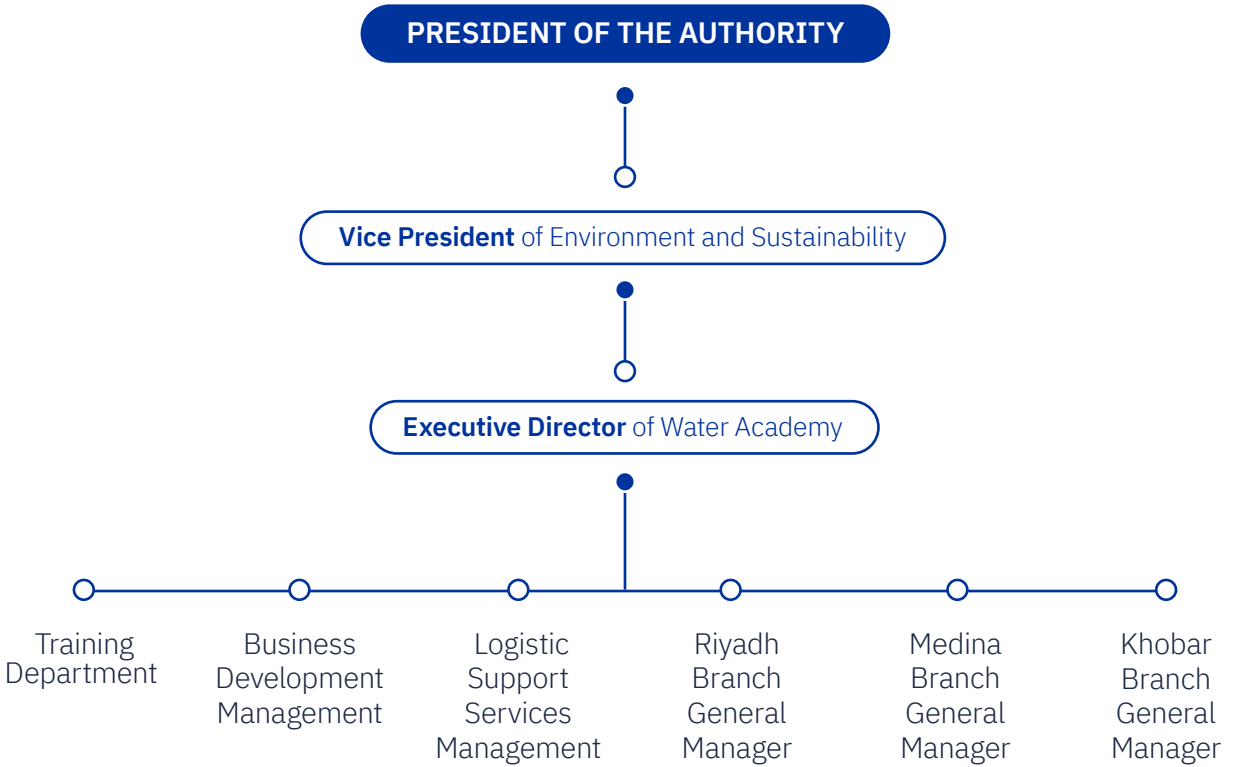 PRESIDENT OF THE AUTHORITY
Vice President of Environment and Sustainability
Executive Director of Water Academy
Training
Department
Business
Development
Management
Logistic
Support
Services
Management
Riyadh
Branch
General
Manager
Medina
Branch
General
Manager
Khobar
Branch
General
Manager